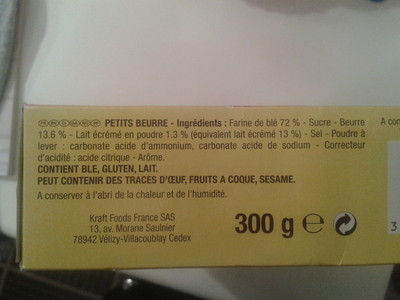 PETITS BEURRE - Ingrédients : Farine de blé 72 % - Sucre - Beurre
13.6 % - Lait écrémé en poudre 1.3 % (équivalent lait écrémé 13 %) - Sel - Poudre à
lever : carbonate acide d'ammonium, carbonate acide de sodium - Correcteur
d'acidité : acide citrique - Arôme.
CONTIENT BLE, GLUTEN, LAIT.
PEUT CONTENIR DES TRACES D'ŒUF, FRUITS A COQUE, SESAME.
A conserver à l'abri de la chaleur et de l'humidité.
Kraft Foods France SAS
13, av. Morane Saulnier
78942 Vélizy-Villacoublay Cedex
300 g ℮
A con
3